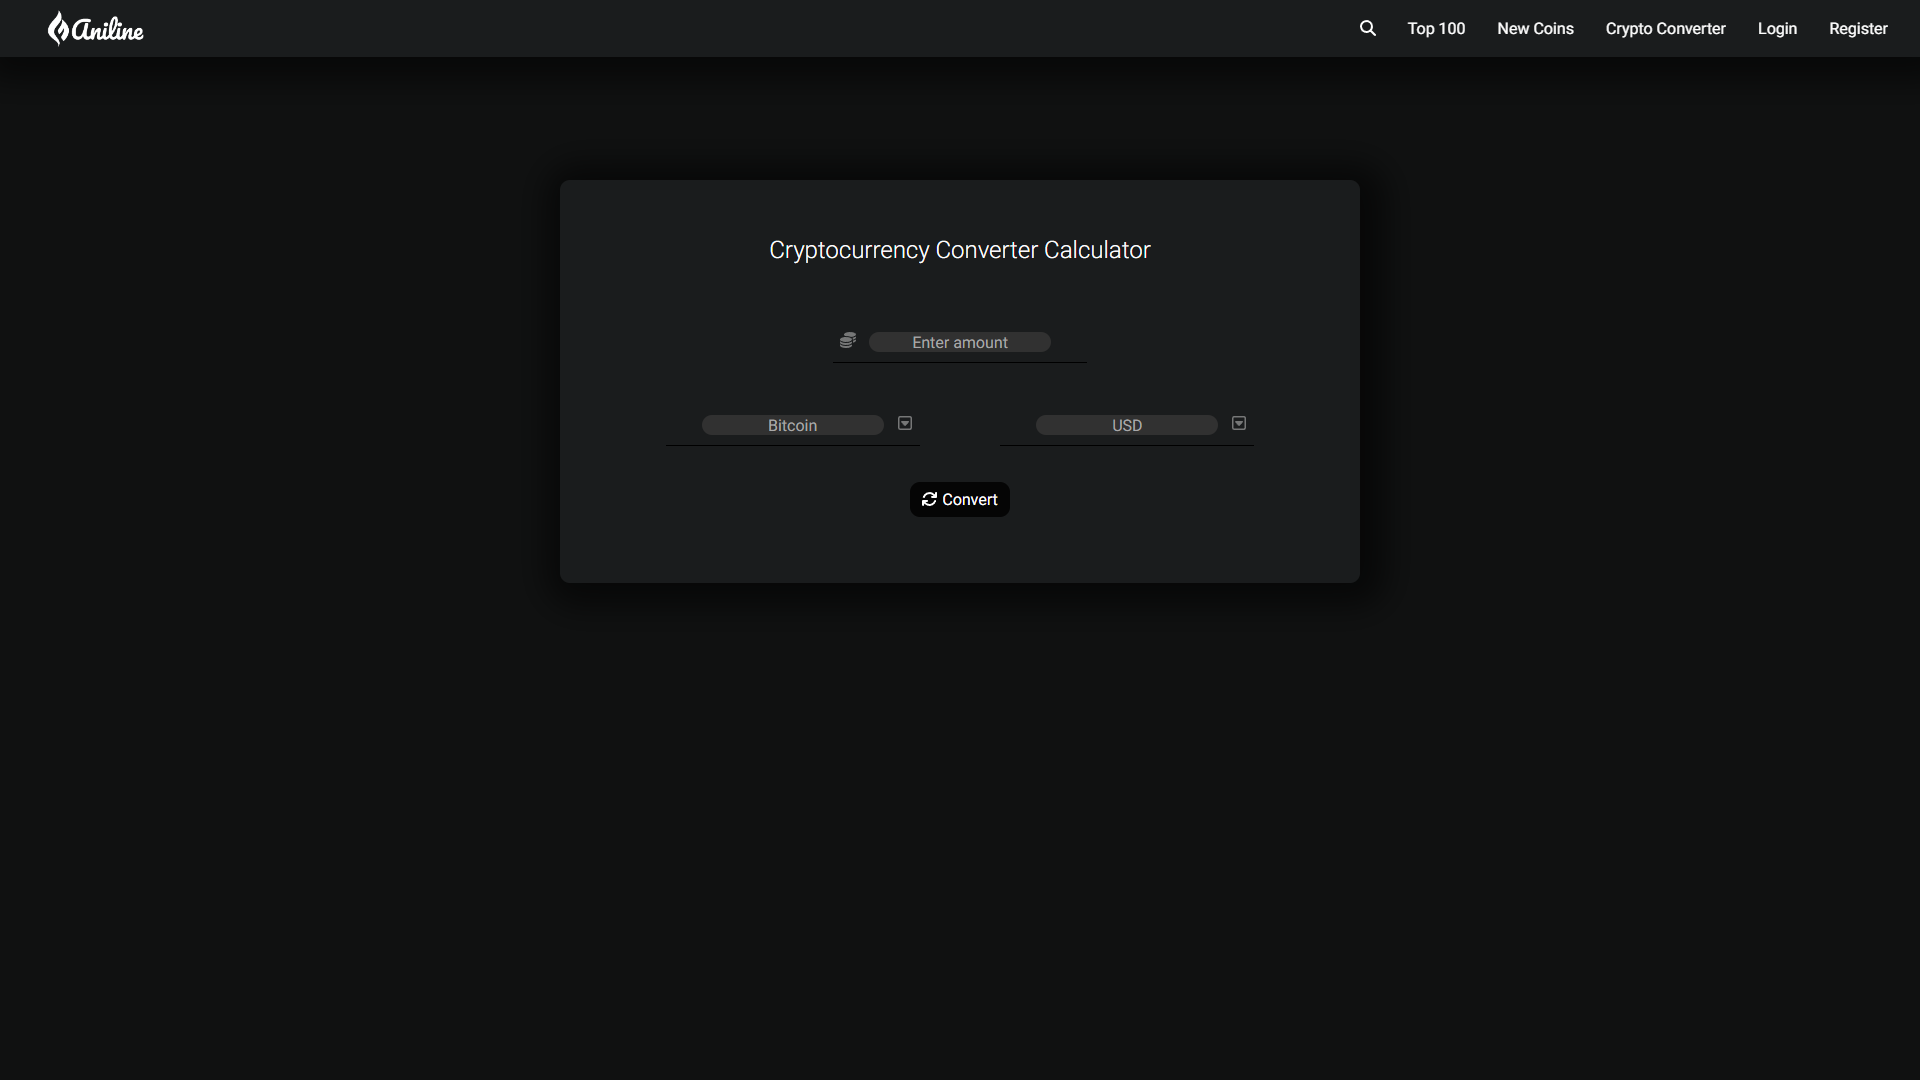 Aniline
Top 100
New Coins
Crypto Converter
Login
Register
Cryptocurrency Converter Calculator
Enter amount
Bitcoin
USD
Convert